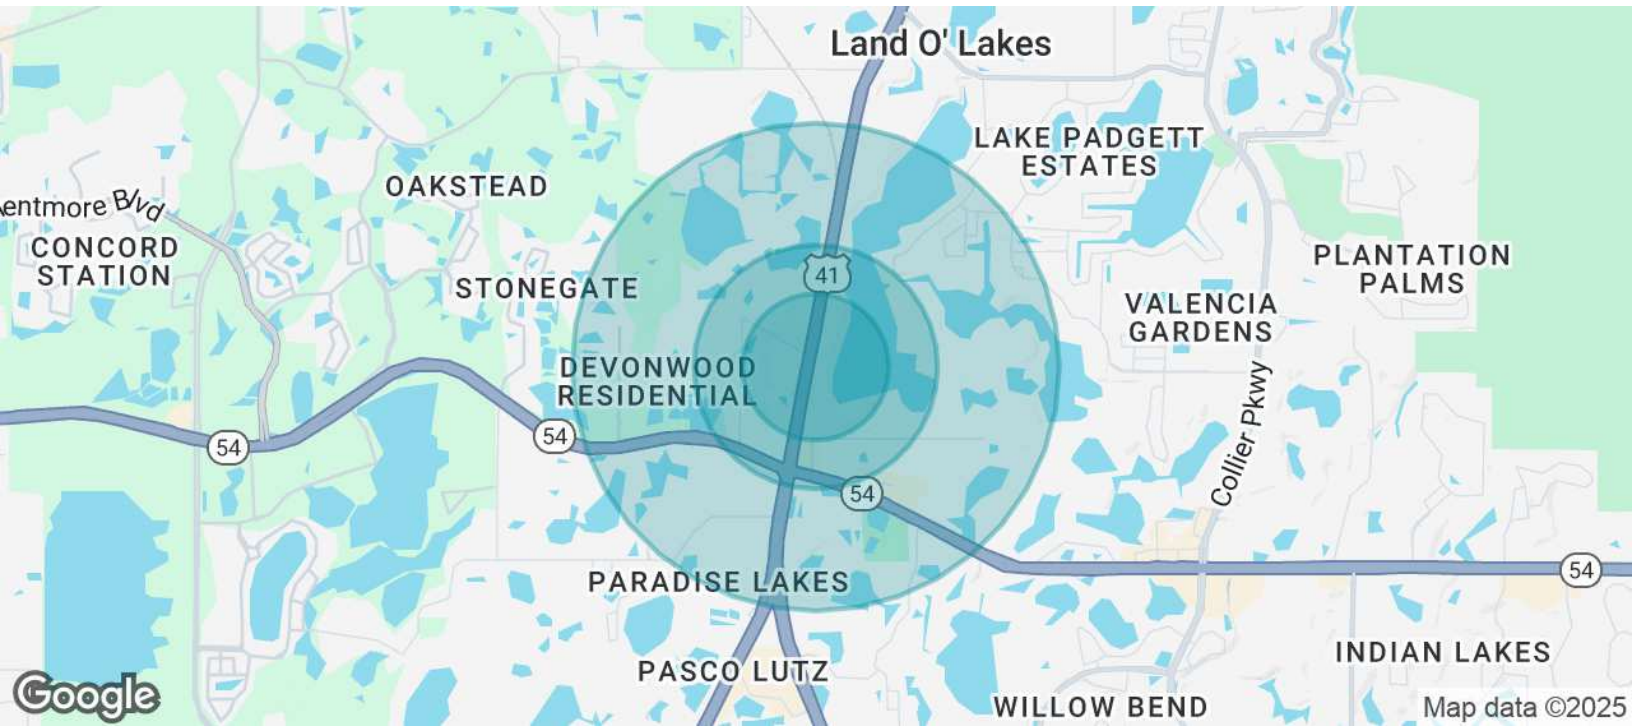 Land O' Lakes
LAKE PADGETT
ESTATES
OAKSTEAD
entmore Blvd
CONCORD
STATION
PLANTATION
PALMS
41
STONEGATE
VALENCIA
GARDENS
DEVONWOOD
RESIDENTIAL
Collier Pkwy
54
54
54
54
PARADISE LAKES
PASCO LUTZ
INDIAN LAKES
WILLOW BEND
Google
Map data ©2025